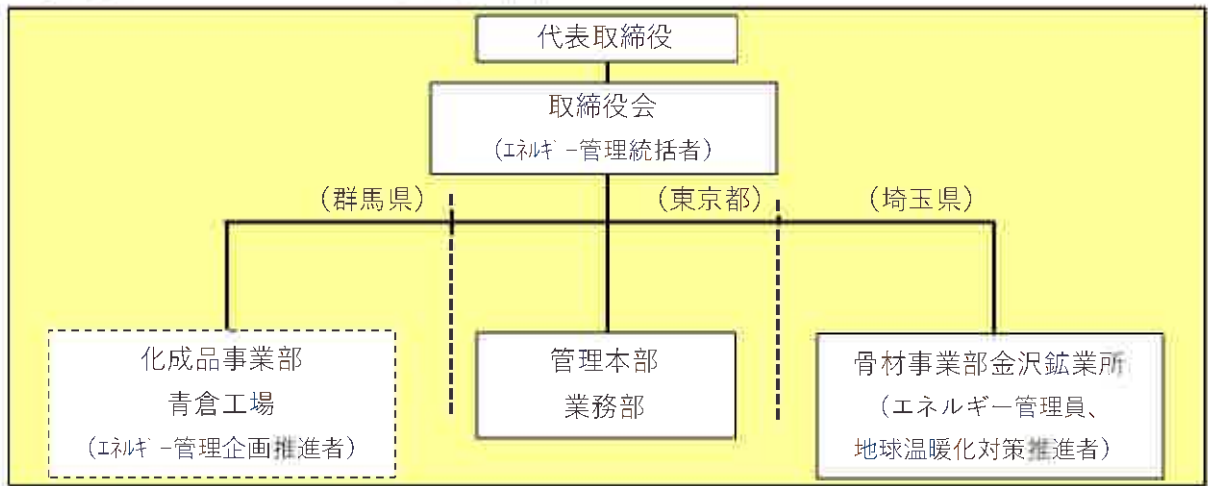 代表取締役
取締役会
(ｴﾈﾙｷﾞｰ管理統括者)
(群馬県)
(東京都)
(埼玉県)
化成品事業部
青倉工場
(ｴﾈﾙｷﾞｰ管理企画推進者)
管理本部
業務部
骨材事業部金沢鉱業所
(エネルギー管理員、
地球温暖化対策推進者)